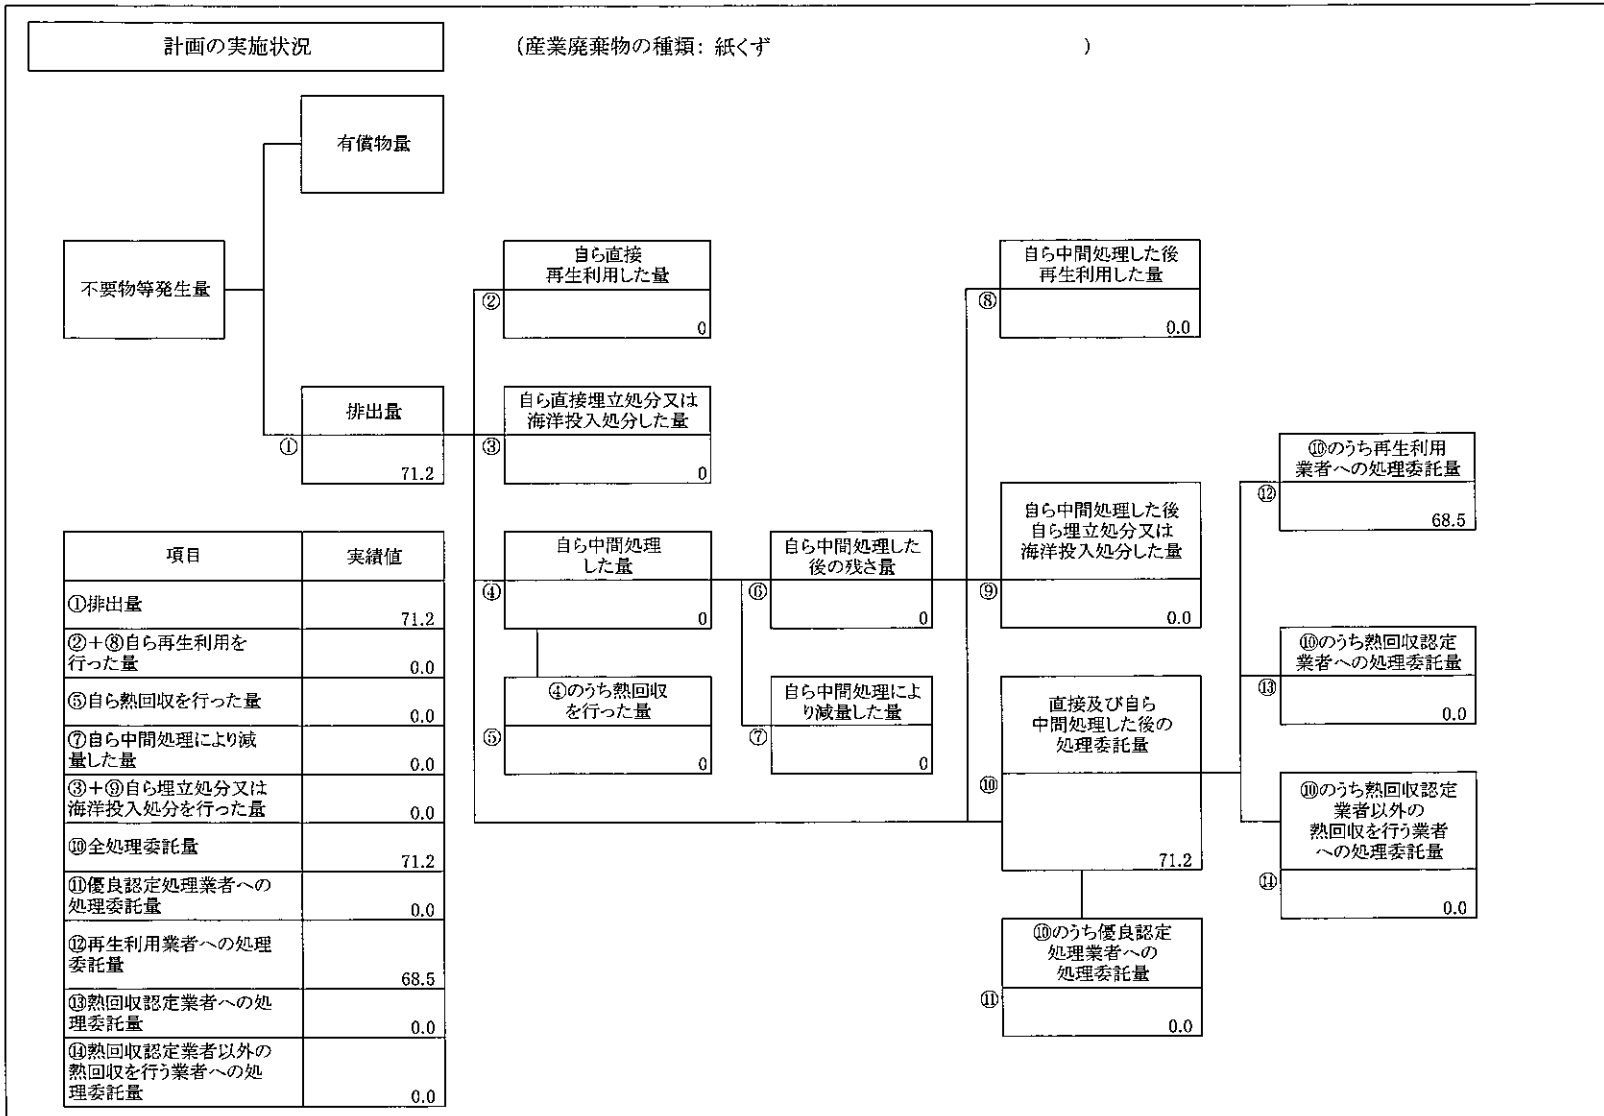 計画の実施状況
(産業廃棄物の種類: 紙くず )
有償物量
不要物等発生量
自ら直接
再生利用した量
②
0
自ら中間処理した後
再生利用した量
⑧
0.0
排出量
①
71.2
自ら直接埋立処分又は
海洋投入処分した量
③
0
⑩のうち再生利用
業者への処理委託量
⑫
68.5
自ら中間処理
した量
④
0
自ら中間処理した
後の残さ量
⑥
0
自ら中間処理した後
自ら埋立処分又は
海洋投入処分した量
⑨
0.0
⑩のうち熱回収認定
業者への処理委託量
⑬
0.0
④のうち熱回収
を行った量
⑤
0
自ら中間処理によ
り減量した量
⑦
0
直接及び自ら
中間処理した後の
処理委託量
⑩
71.2
⑩のうち熱回収認定
業者以外の
熱回収を行う業者
への処理委託量
⑭
0.0
⑩のうち優良認定
処理業者への
処理委託量
⑪
0.0
項目 実績値
①排出量
71.2
②+⑧自ら再生利用を
行った量
0.0
⑤自ら熱回収を行った量
0.0
⑦自ら中間処理により減
量した量
0.0
③+⑨自ら埋立処分又は
海洋投入処分を行った量
0.0
⑩全処理委託量
71.2
⑪優良認定処理業者への
処理委託量
0.0
⑫再生利用業者への処理
委託量
68.5
⑬熱回収認定業者への処
理委託量
0.0
⑭熱回収認定業者以外の
熱回収を行う業者への処
理委託量
0.0